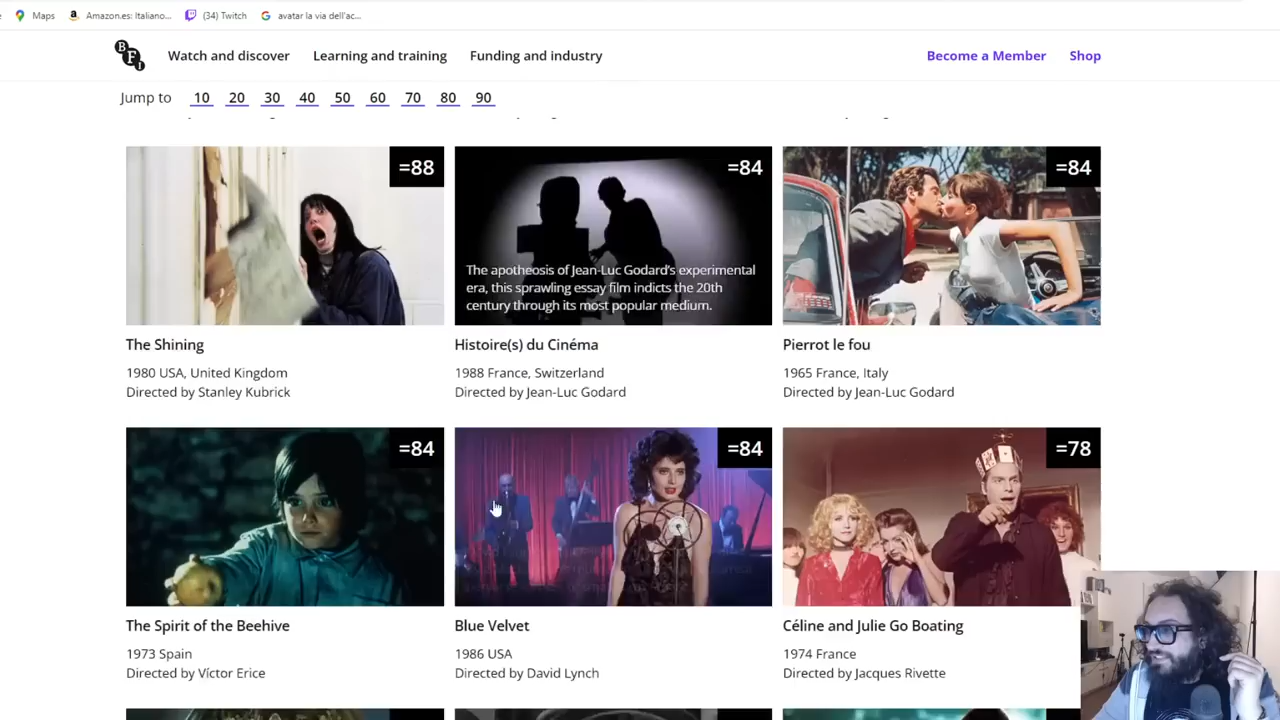 Maps
Amazon.es: Italiano...
(34) Twitch
avatar la via dell'ac...
BFI
Watch and discover
Learning and training
Funding and industry
Become a Member
Shop
Jump to 10 20 30 40 50 60 70 80 90
=88
=84
=84
The apotheosis of Jean-Luc Godard's experimental
era, this sprawling essay film indicts the 20th
century through its most popular medium.
The Shining
Histoire(s) du Cinéma
Pierrot le fou
1980 USA, United Kingdom
1988 France, Switzerland
1965 France, Italy
Directed by Stanley Kubrick
Directed by Jean-Luc Godard
Directed by Jean-Luc Godard
=84
=84
=78
The Spirit of the Beehive
Blue Velvet
Céline and Julie Go Boating
1973 Spain
1986 USA
1974 France
Directed by Víctor Erice
Directed by David Lynch
Directed by Jacques Rivette